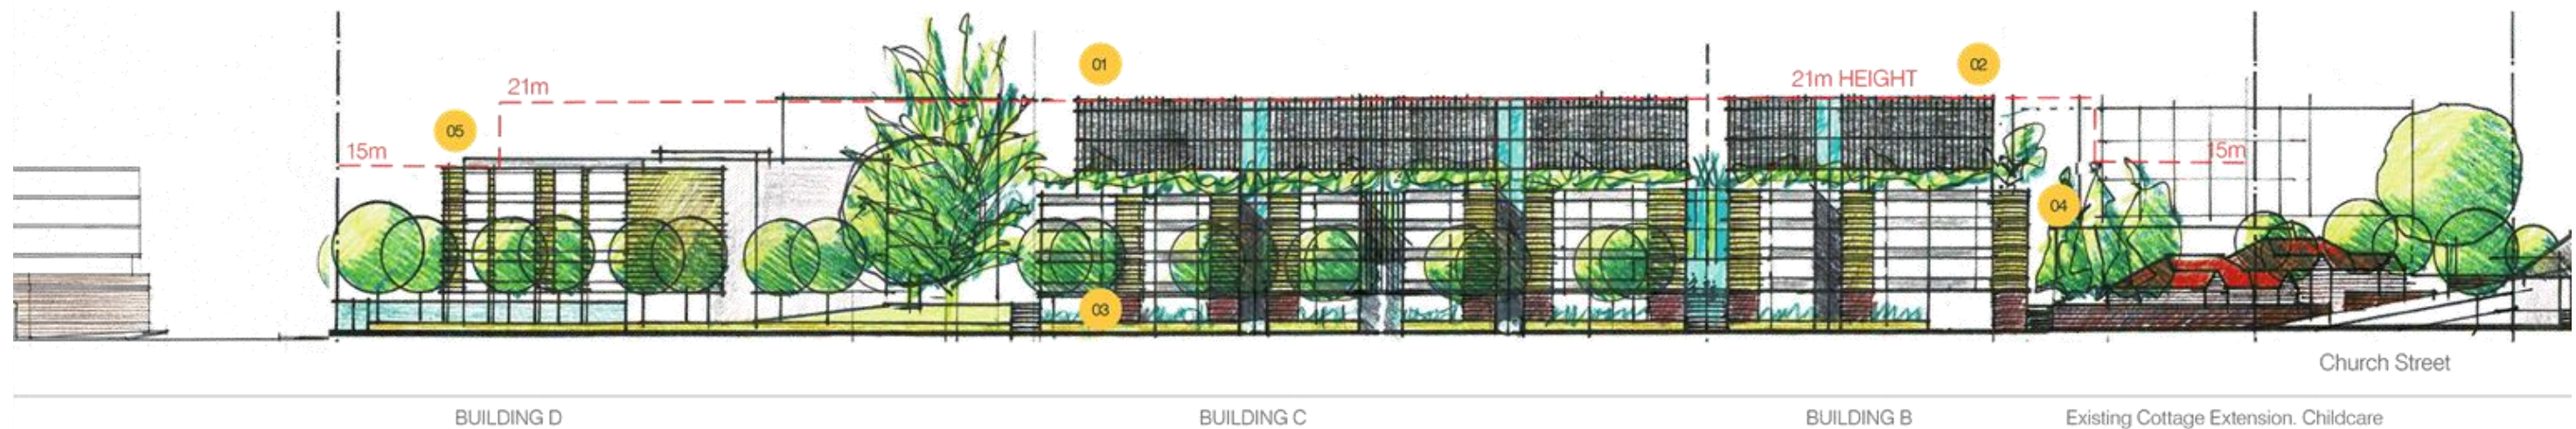 01
02
21m HEIGHT
21m
05
15m
15m
04
03
Church Street
BUILDING D
BUILDING C
BUILDING B
Existing Cottage Extension. Childcare